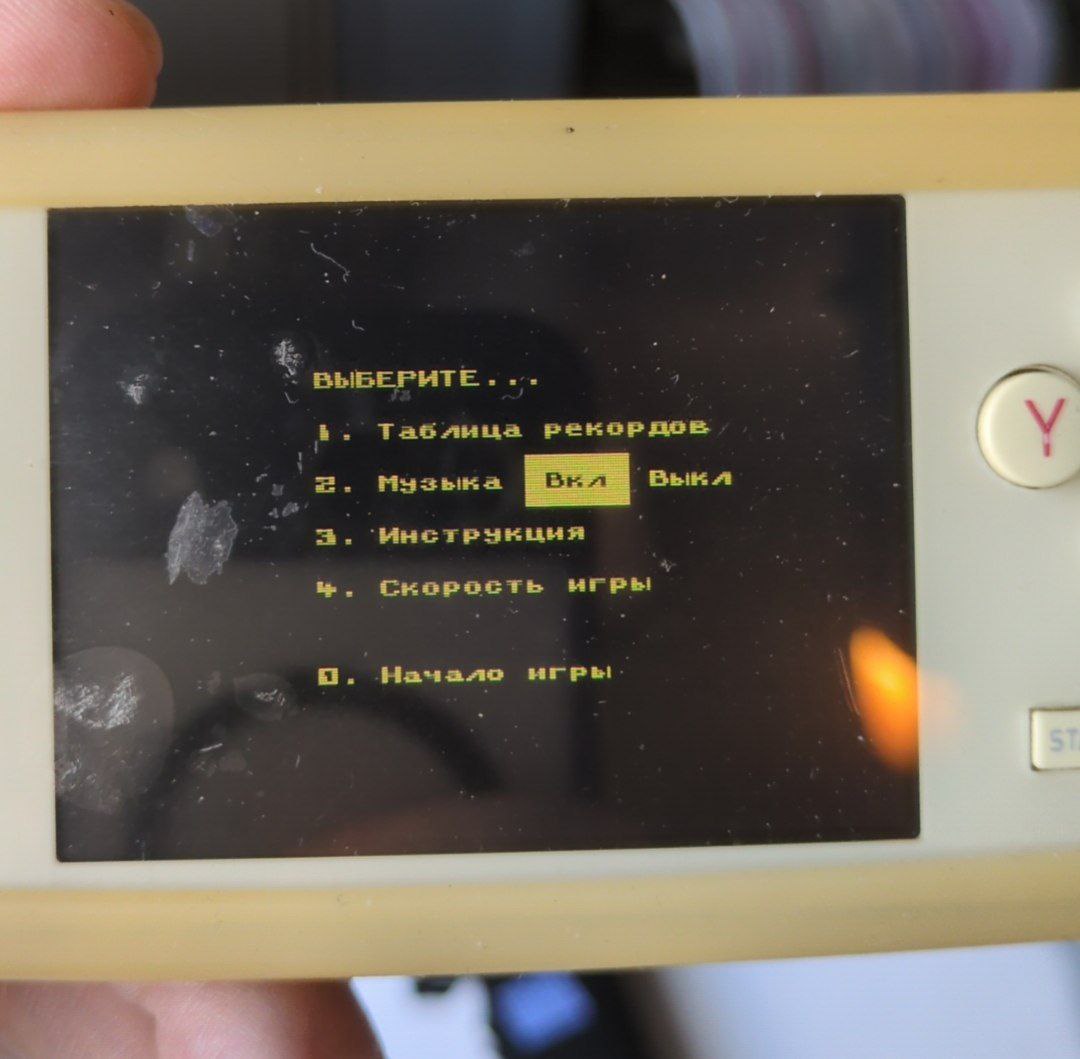 ВЫБЕРИТЕ...
1. Таблица рекордов
2. Музыка Вкл Выкл
3. Инструкция
4. Скорость игры
0. Начало игры
Y